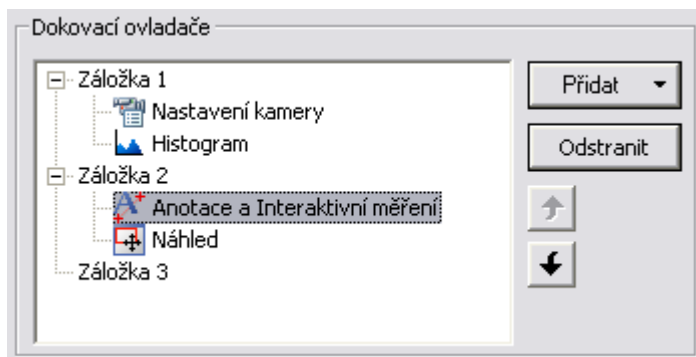 Dokovací ovladače
Záložka 1
Nastavení kamery
Histogram
Záložka 2
Anotace a Interaktivní měření
Náhled
Záložka 3
Přidat
Odstranit